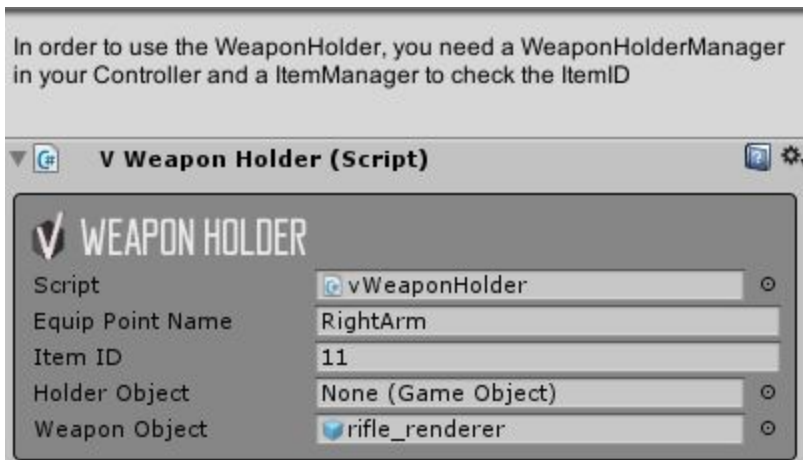 In order to use the WeaponHolder, you need a WeaponHolderManager
in your Controller and a ItemManager to check the ItemID
V Weapon Holder (Script)
WEAPON HOLDER
Script vWeaponHolder
Equip Point Name RightArm
Item ID 11
Holder Object None (Game Object)
Weapon Object rifle_renderer